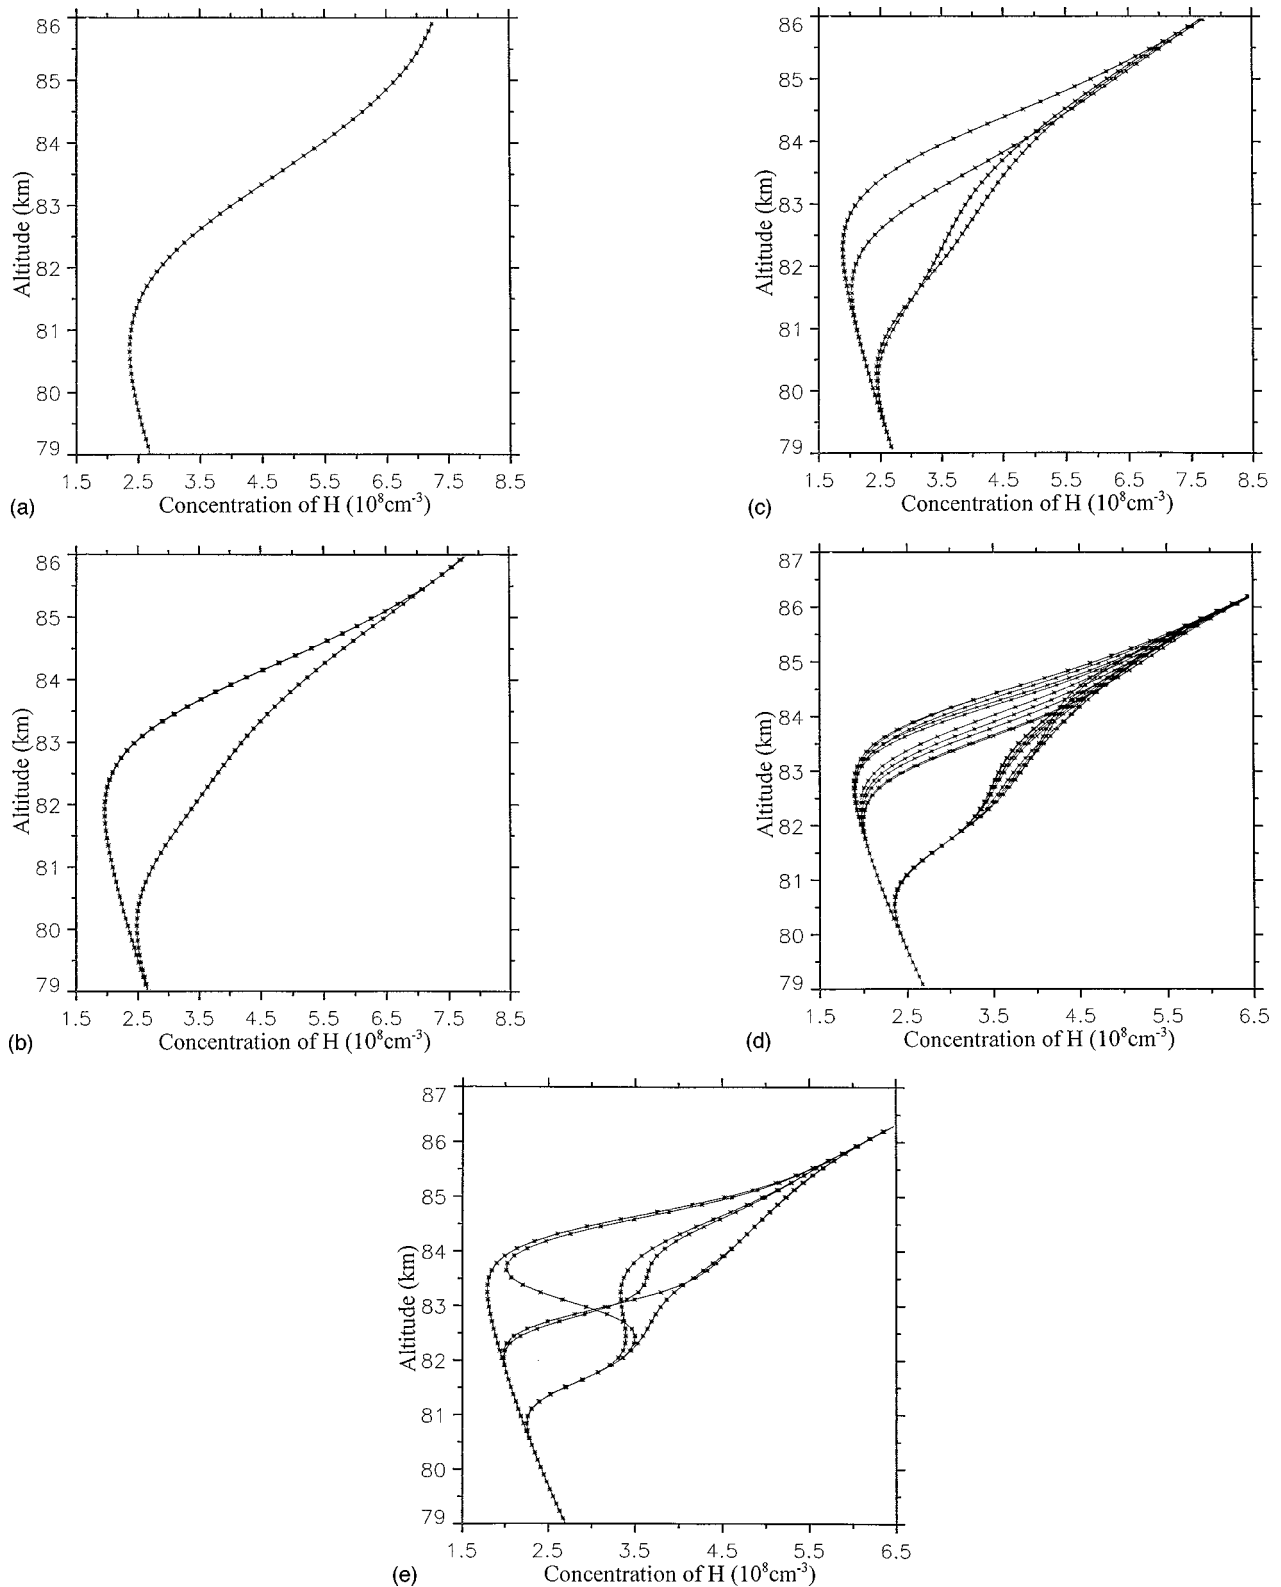 86
85
84
83
82
81
80
79
Altitude (km)
1.5 2.5 3.5 4.5 5.5 6.5 7.5 8.5
(a) Concentration of H (10⁸cm⁻³)
86
85
84
83
82
81
80
79
Altitude (km)
1.5 2.5 3.5 4.5 5.5 6.5 7.5 8.5
(c) Concentration of H (10⁸cm⁻³)
86
85
84
83
82
81
80
79
Altitude (km)
1.5 2.5 3.5 4.5 5.5 6.5 7.5 8.5
(b) Concentration of H (10⁸cm⁻³)
87
86
85
84
83
82
81
80
79
Altitude (km)
1.5 2.5 3.5 4.5 5.5 6.5
(d) Concentration of H (10⁸cm⁻³)
87
86
85
84
83
82
81
80
79
Altitude (km)
1.5 2.5 3.5 4.5 5.5 6.5
(e) Concentration of H (10⁸cm⁻³)